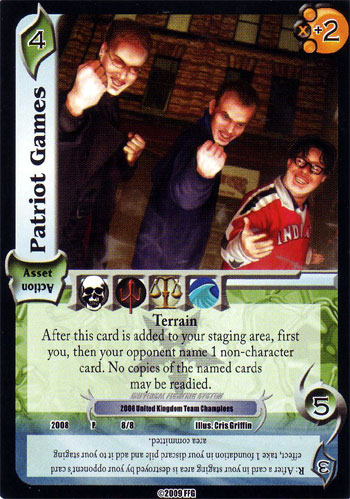 4
X +2
Patriot Games
Asset
Action
INDI
Terrain
After this card is added to your staging area, first
you, then your opponent name 1 non-character
card. No copies of the named cards
may be readied.
UNIVERSAL FIGHTING SYSTEM
2008 United Kingdom Team Champions
2008 P. 8/8 Illus. Cris Griffin
5
3
R: After a card in your staging area is destroyed by your opponent's card
effect, take 1 foundation in your discard pile and add it to your staging
area committed.
©2009 FFG